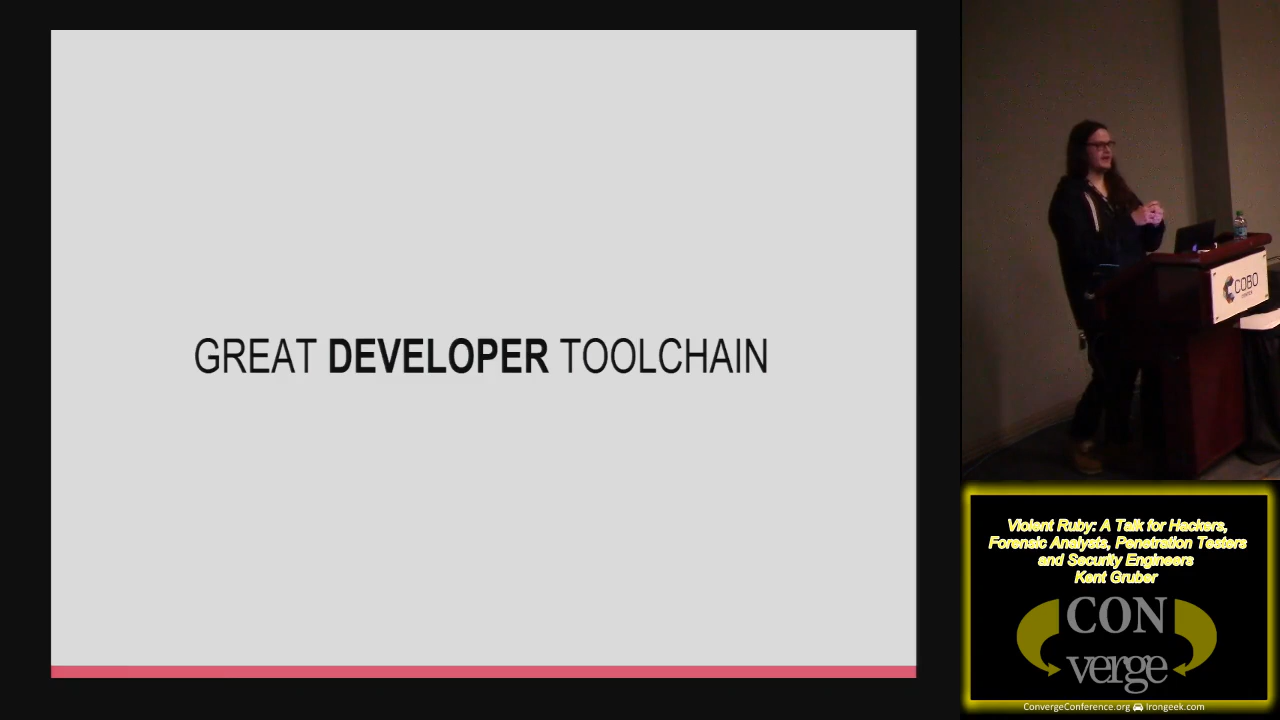 GREAT DEVELOPER TOOLCHAIN
COBO
Violent Ruby: A Talk for Hackers,
Forensic Analysts, Penetration Testers
and Security Engineers
Kent Gruber
CON
verge
ConvergeConference.org Irongeek.com